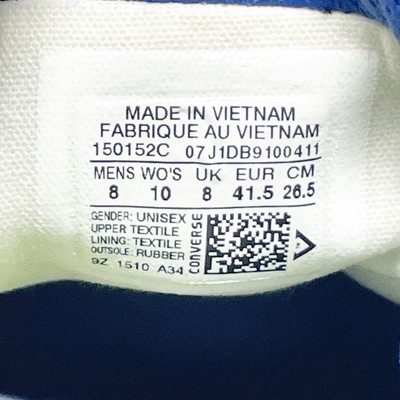 MADE IN VIETNAM
FABRIQUE AU VIETNAM
150152C 07J1DB9100411
MENS WO'S UK EUR CM
8 10 8 41.5 26.5
GENDER: UNISEX
UPPER TEXTILE
LINING: TEXTILE
OUTSOLE: RUBBER
9Z 1510 A34
CONVERSE